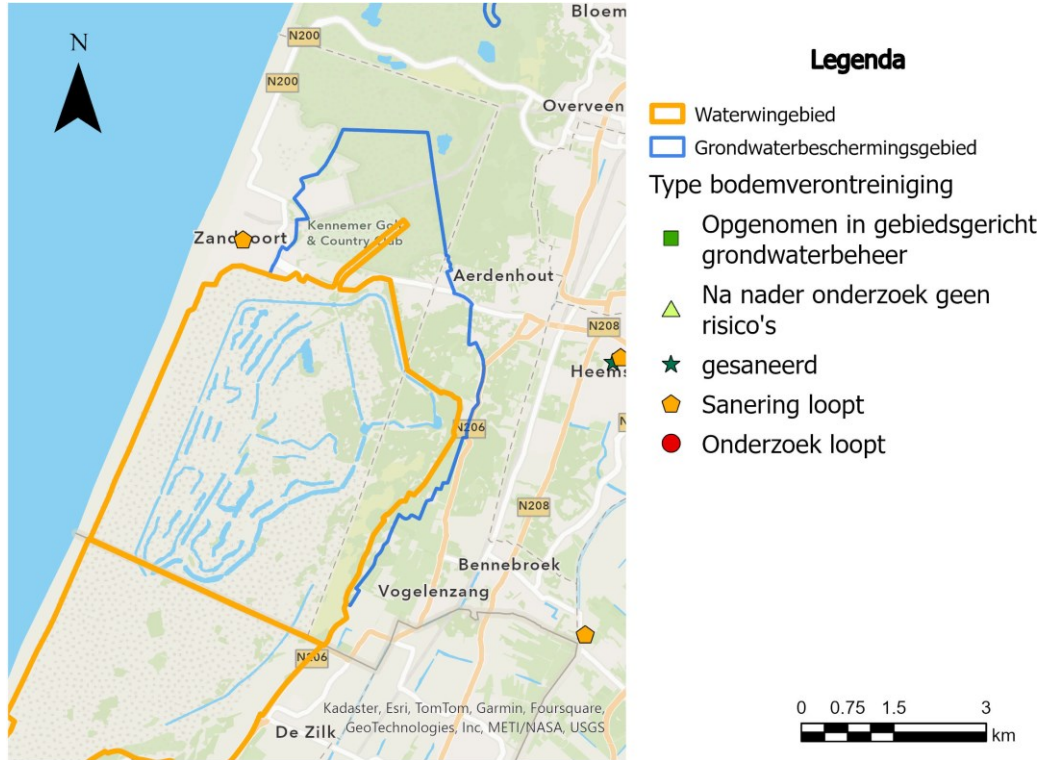 Bloem
N
N200
N200
Overveen
Kennemer Golf
& Country Club
Zandvoort
Aerdenhout
N208
Heems
N206
N
N208
Bennebroek
Vogelenzang
N206
Kadaster, Esri, TomTom, Garmin, Foursquare,
GeoTechnologies, Inc, METI/NASA, USGS
De Zilk
Legenda
Waterwingebied
Grondwaterbeschermingsgebied
Type bodemverontreiniging
Opgenomen in gebiedsgericht
grondwaterbeheer
Na nader onderzoek geen
risico's
gesaneerd
Sanering loopt
Onderzoek loopt
0 0.75 1.5 3
km